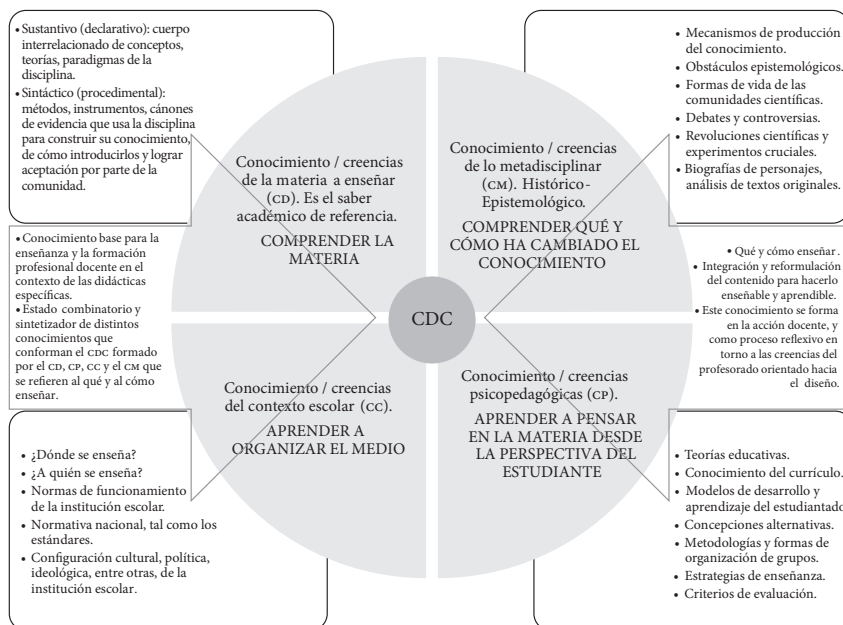 • Sustantivo (declarativo): cuerpo
interrelacionado de conceptos,
teorías, paradigmas de la
disciplina.
• Sintáctico (procedimental):
métodos, instrumentos, cánones
de evidencia que usa la disciplina
para construir su conocimiento,
de cómo introducirlos y lograr
aceptación por parte de la
comunidad.
• Mecanismos de producción
del conocimiento.
• Obstáculos epistemológicos.
• Formas de vida de las
comunidades científicas.
• Debates y controversias.
• Revoluciones científicas y
experimentos cruciales.
• Biografías de personajes,
análisis de textos originales.
Conocimiento / creencias
de la materia a enseñar
(CD). Es el saber
académico de referencia.
COMPRENDER LA
MATERIA
Conocimiento / creencias
de lo metadisciplinar
(CM). Histórico-
Epistemológico.
COMPRENDER QUÉ Y
CÓMO HA CAMBIADO EL
CONOCIMIENTO
• Conocimiento base para la
enseñanza y la formación
profesional docente en el
contexto de las didácticas
específicas.
• Estado combinatorio y
sintetizador de distintos
conocimientos que
conforman el CDC formado
por el CD, CP, CC y el CM que
se refieren al qué y al cómo
enseñar.
CDC
• Qué y cómo enseñar.
• Integración y reformulación
del contenido para hacerlo
enseñable y aprendible.
• Este conocimiento se forma
en la acción docente, y
como proceso reflexivo en
torno a las creencias del
profesorado orientado hacia
el diseño.
Conocimiento / creencias
del contexto escolar (CC).
APRENDER A
ORGANIZAR EL MEDIO
Conocimiento / creencias
psicopedagógicas (CP).
APRENDER A PENSAR
EN LA MATERIA DESDE
LA PERSPECTIVA DEL
ESTUDIANTE
• ¿Dónde se enseña?
• ¿A quién se enseña?
• Normas de funcionamiento
de la institución escolar.
• Normativa nacional, tal como los
estándares.
• Configuración cultural, política,
ideológica, entre otras, de la
institución escolar.
• Teorías educativas.
• Conocimiento del currículo.
• Modelos de desarrollo y
aprendizaje del estudiantado.
• Concepciones alternativas.
• Metodologías y formas de
organización de grupos.
• Estrategias de enseñanza.
• Criterios de evaluación.